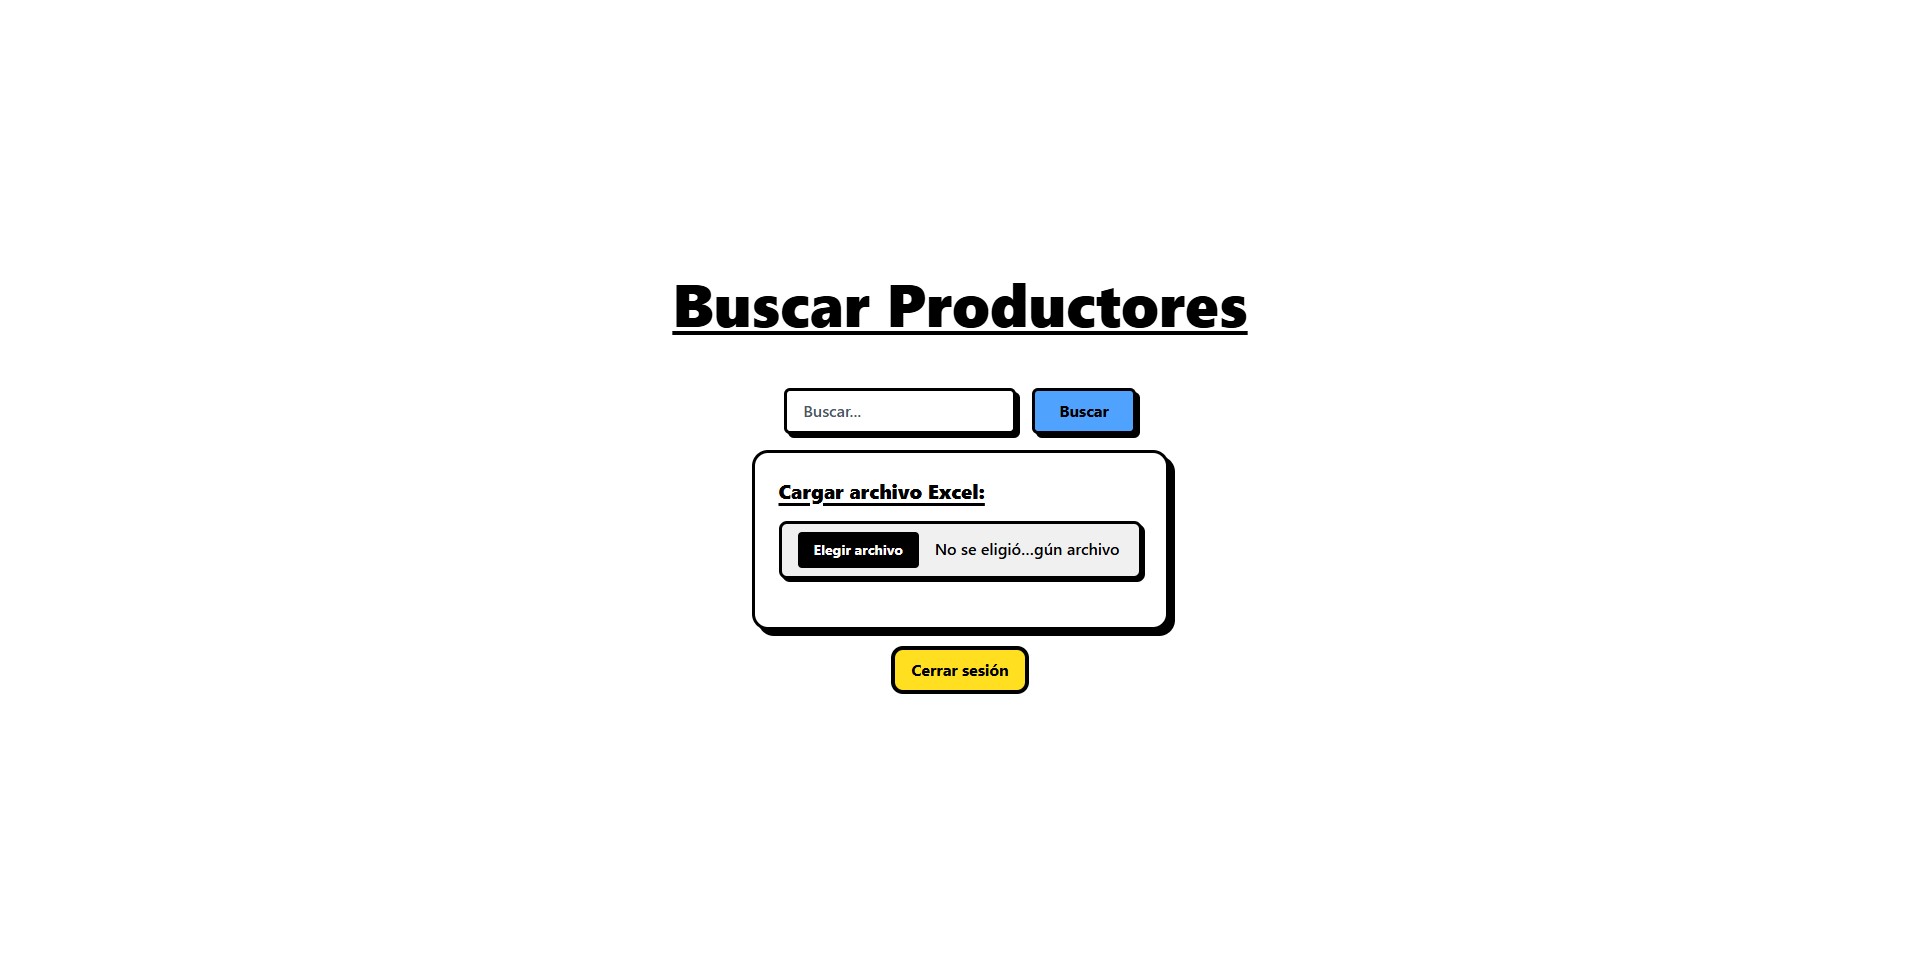 Buscar Productores
Buscar...
Buscar
Cargar archivo Excel:
Elegir archivo No se eligió...gún archivo
Cerrar sesión